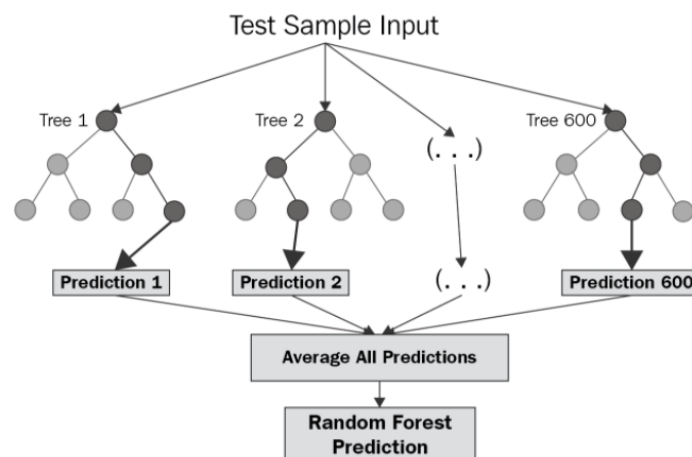 Test Sample Input
Tree 1
Tree 2
(. . .)
Tree 600
Prediction 1
Prediction 2
(. . .)
Prediction 600
Average All Predictions
Random Forest
Prediction